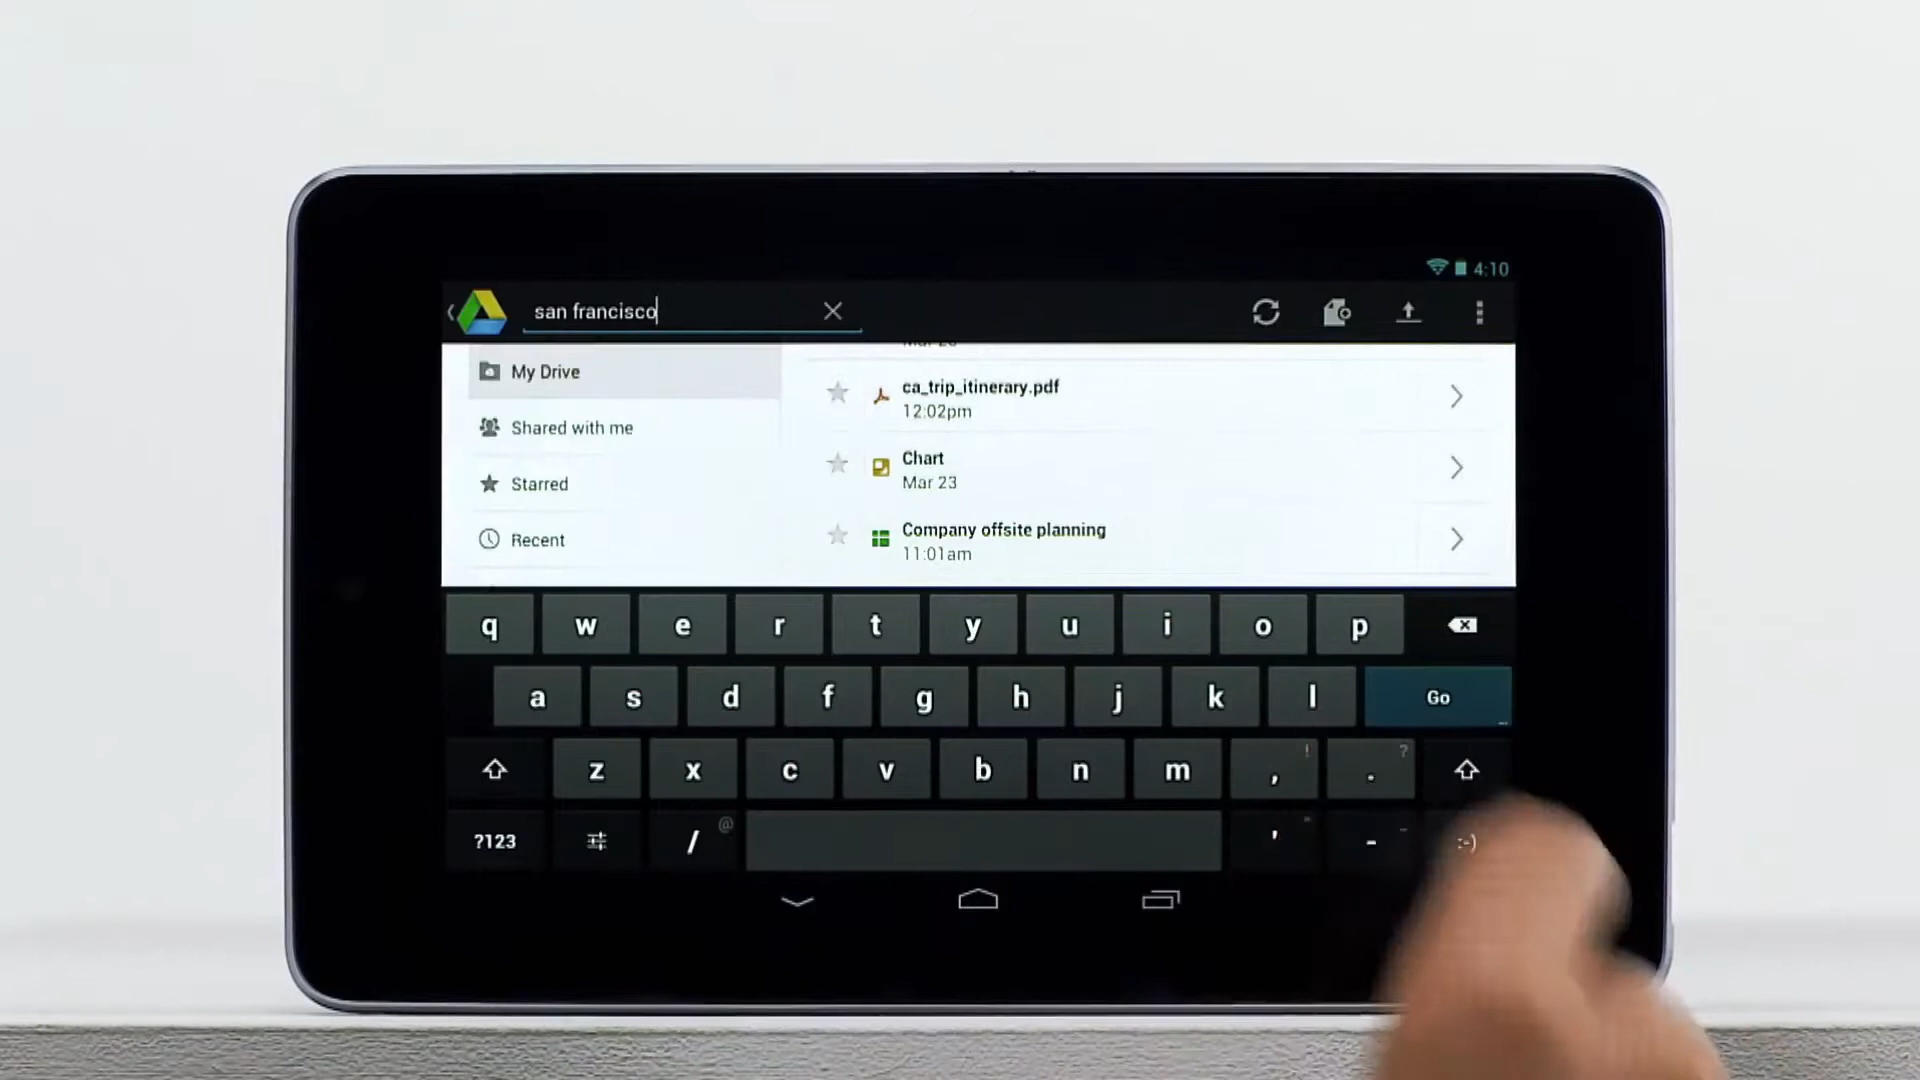 4:10
san francisco
My Drive
Shared with me
Starred
Recent
ca_trip_itinerary.pdf
12:02pm
Chart
Mar 23
Company offsite planning
11:01am
q w e r t y u i o p
a s d f g h j k l Go
z x c v b n m , ! . ?
?123 / @ ' " - _ :-)